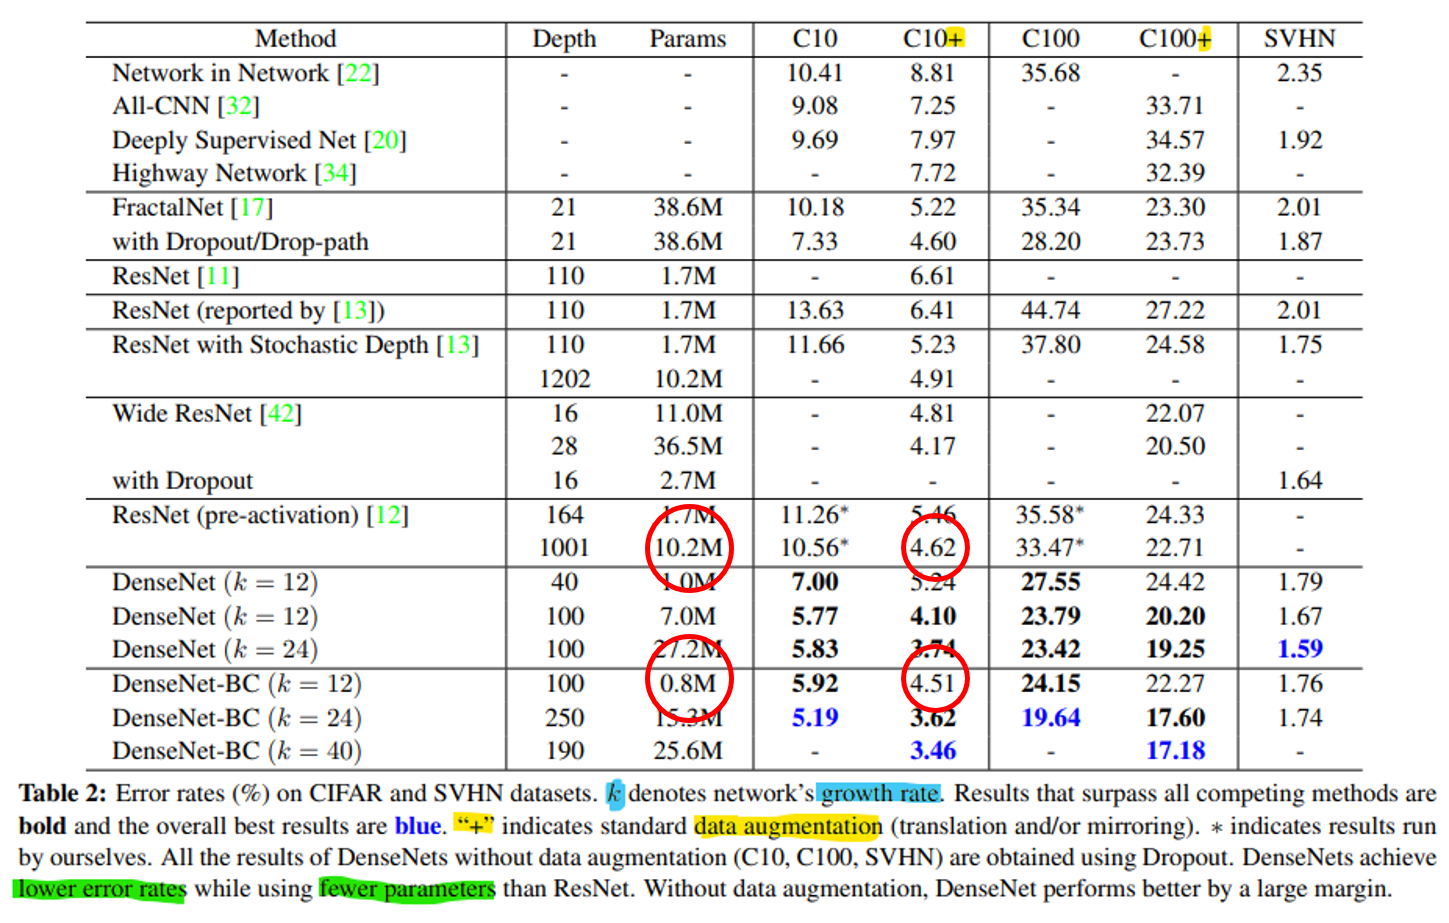 Method Depth Params C10 C10+ C100 C100+ SVHN
Network in Network [22] - - 10.41 8.81 35.68 - 2.35
All-CNN [32] - - 9.08 7.25 - 33.71 -
Deeply Supervised Net [20] - - 9.69 7.97 - 34.57 1.92
Highway Network [34] - - - 7.72 - 32.39 -
FractalNet [17] 21 38.6M 10.18 5.22 35.34 23.30 2.01
with Dropout/Drop-path 21 38.6M 7.33 4.60 28.20 23.73 1.87
ResNet [11] 110 1.7M - 6.61 - - -
ResNet (reported by [13]) 110 1.7M 13.63 6.41 44.74 27.22 2.01
ResNet with Stochastic Depth [13] 110 1.7M 11.66 5.23 37.80 24.58 1.75
1202 10.2M - 4.91 - - -
Wide ResNet [42] 16 11.0M - 4.81 - 22.07 -
28 36.5M - 4.17 - 20.50 -
with Dropout 16 2.7M - - - - 1.64
ResNet (pre-activation) [12] 164 1.7M 11.26* 5.46 35.58* 24.33 -
1001 10.2M 10.56* 4.62 33.47* 22.71 -
DenseNet (k = 12) 40 1.0M 7.00 5.24 27.55 24.42 1.79
DenseNet (k = 12) 100 7.0M 5.77 4.10 23.79 20.20 1.67
DenseNet (k = 24) 100 27.2M 5.83 3.74 23.42 19.25 1.59
DenseNet-BC (k = 12) 100 0.8M 5.92 4.51 24.15 22.27 1.76
DenseNet-BC (k = 24) 250 15.3M 5.19 3.62 19.64 17.60 1.74
DenseNet-BC (k = 40) 190 25.6M - 3.46 - 17.18 -
Table 2: Error rates (%) on CIFAR and SVHN datasets. k denotes network's growth rate. Results that surpass all competing methods are
bold and the overall best results are blue. “+” indicates standard data augmentation (translation and/or mirroring). * indicates results run
by ourselves. All the results of DenseNets without data augmentation (C10, C100, SVHN) are obtained using Dropout. DenseNets achieve
lower error rates while using fewer parameters than ResNet. Without data augmentation, DenseNet performs better by a large margin.